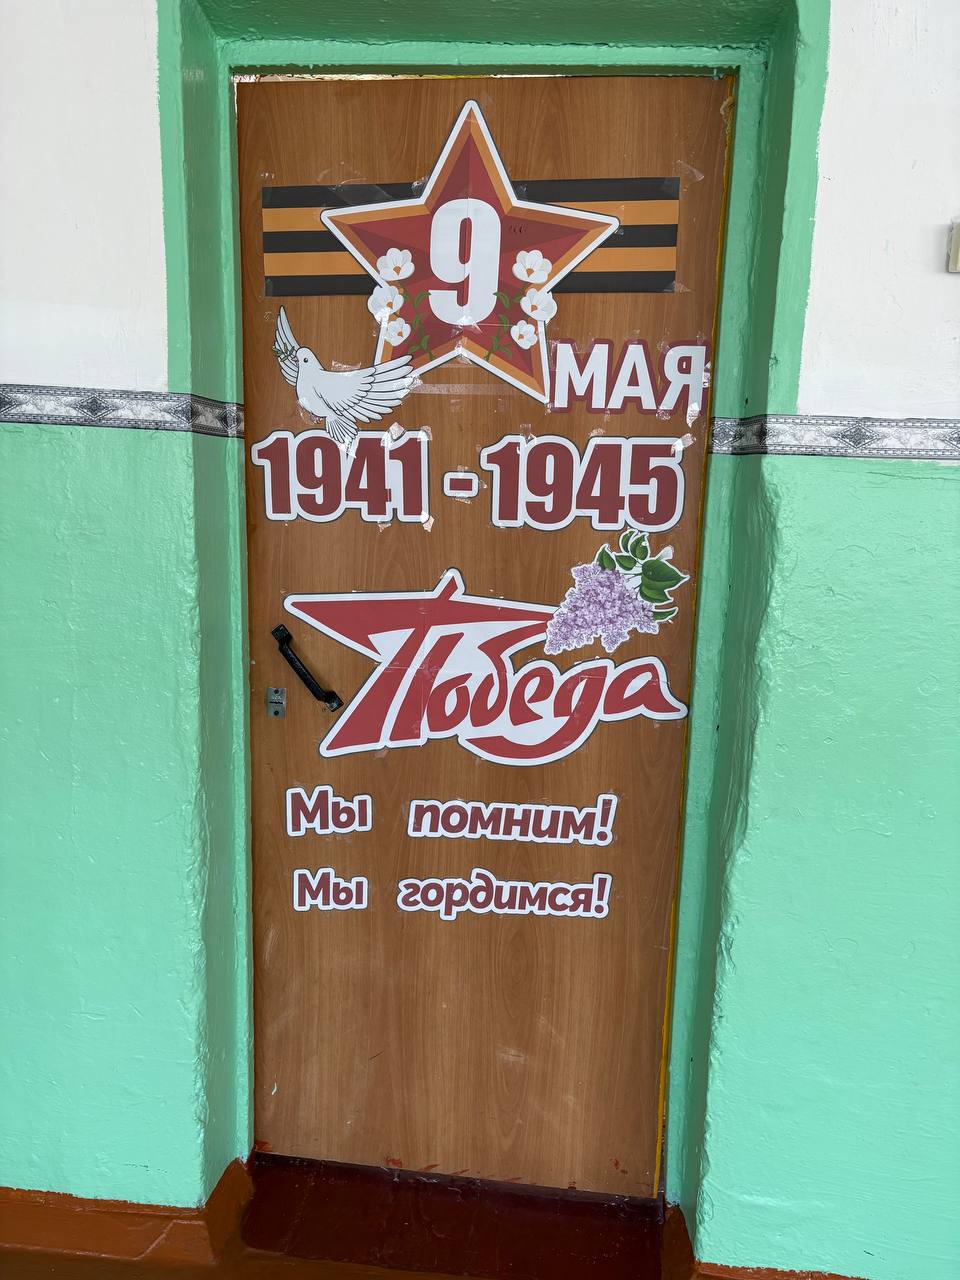 9
МАЯ
1941 - 1945
Победа
Мы помним!
Мы гордимся!